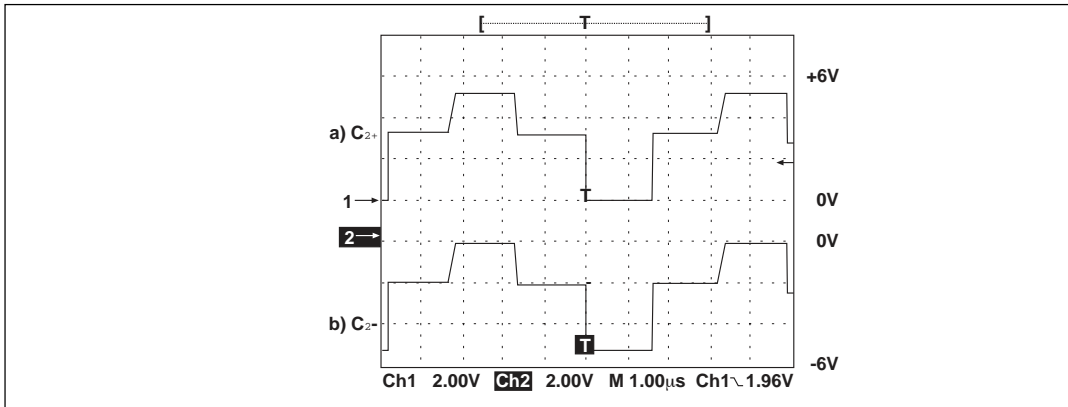 [ T ]
+6V
a) C2+
T
1 → 0V
2 → 0V
b) C2-
T
-6V
Ch1 2.00V Ch2 2.00V M 1.00µs Ch1 1.96V